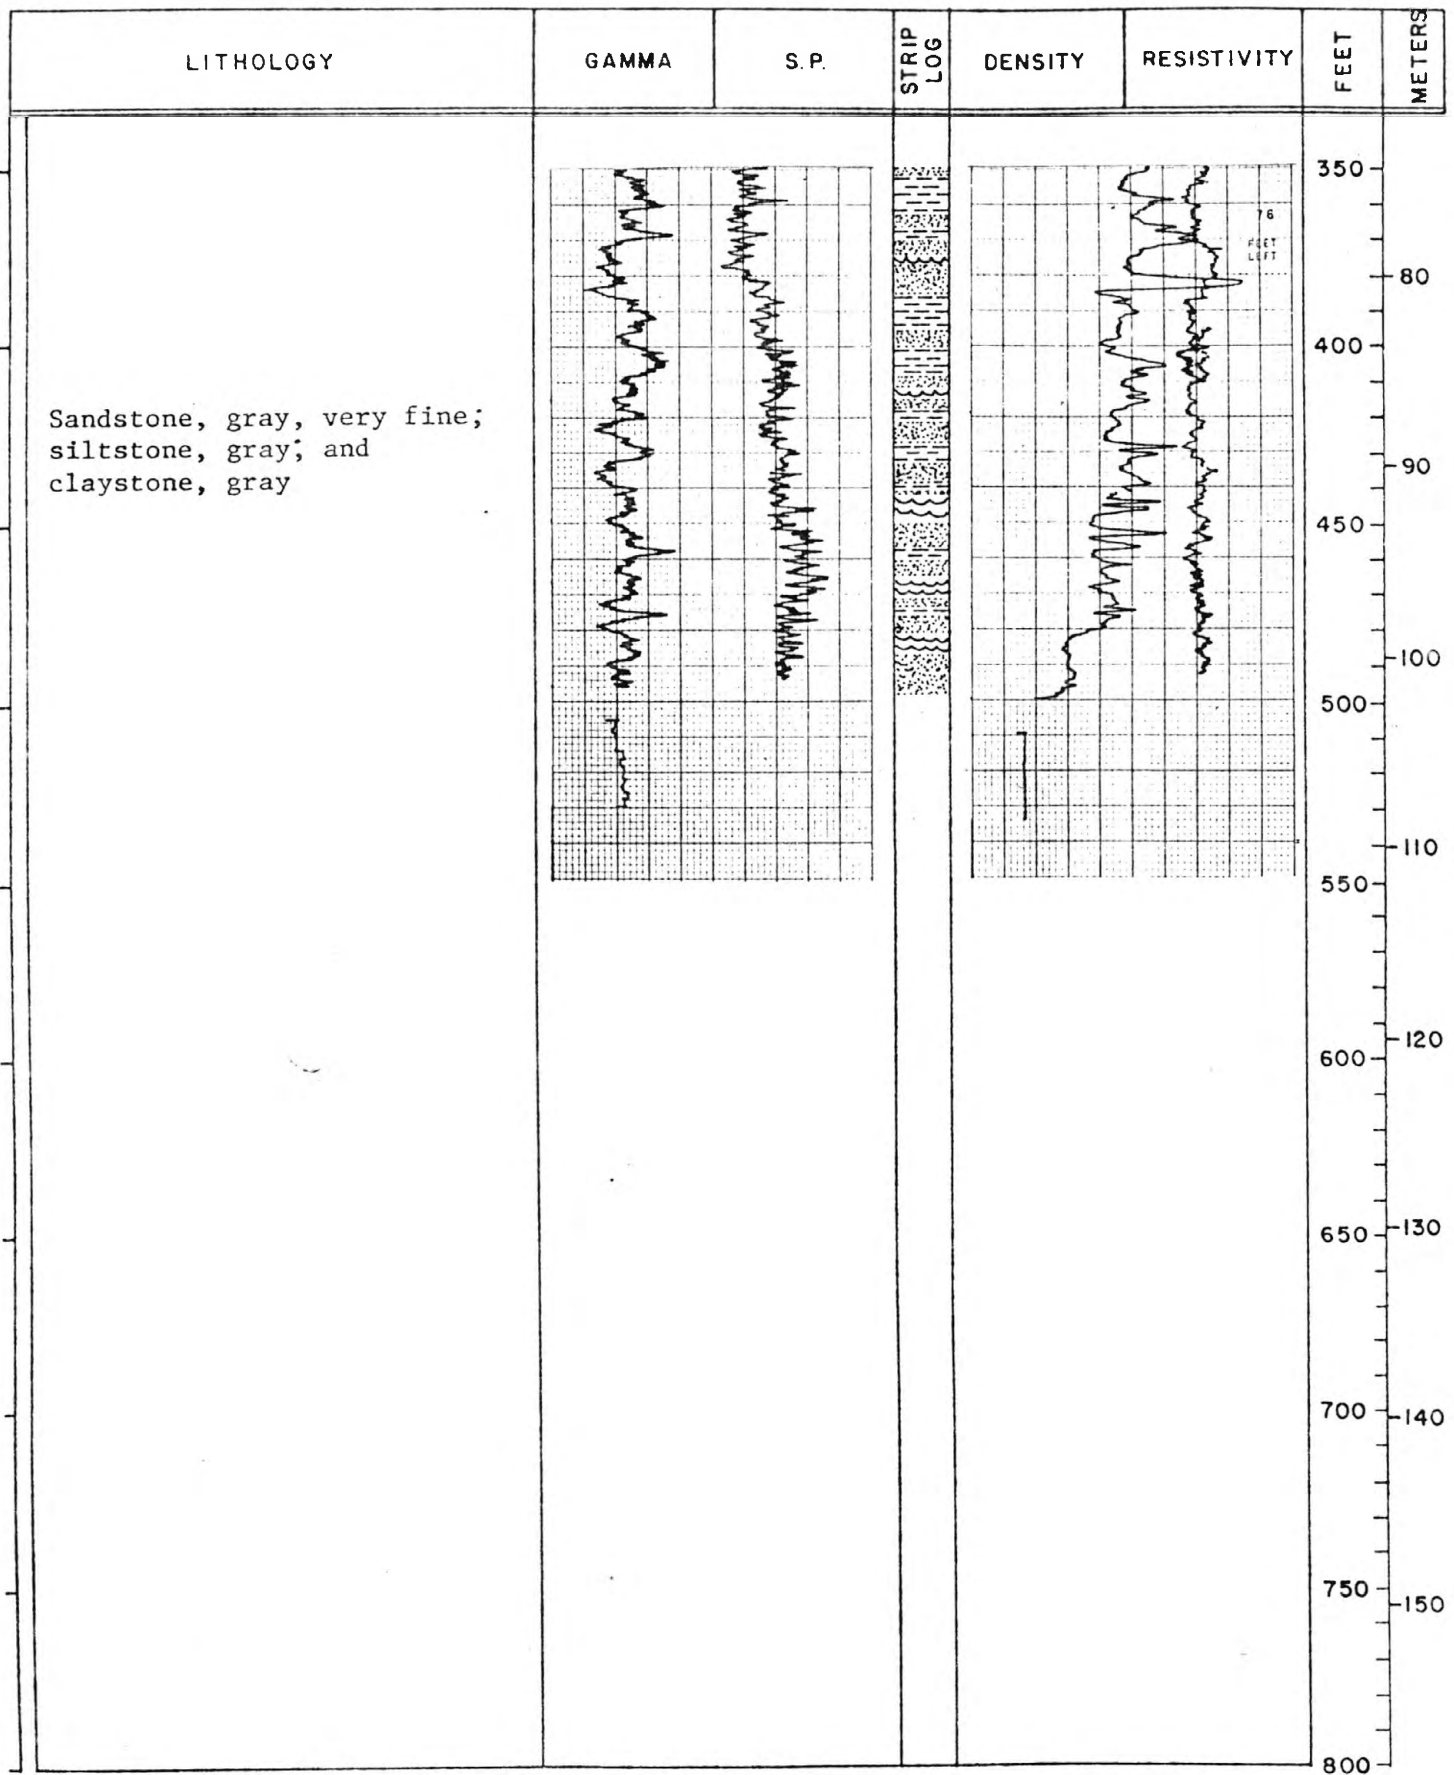 LITHOLOGY
GAMMA
S.P.
STRIP LOG
DENSITY
RESISTIVITY
FEET
METERS
Sandstone, gray, very fine;
siltstone, gray; and
claystone, gray
76
FEET
LEFT
350
400
450
500
550
600
650
700
750
800
80
90
100
110
120
130
140
150